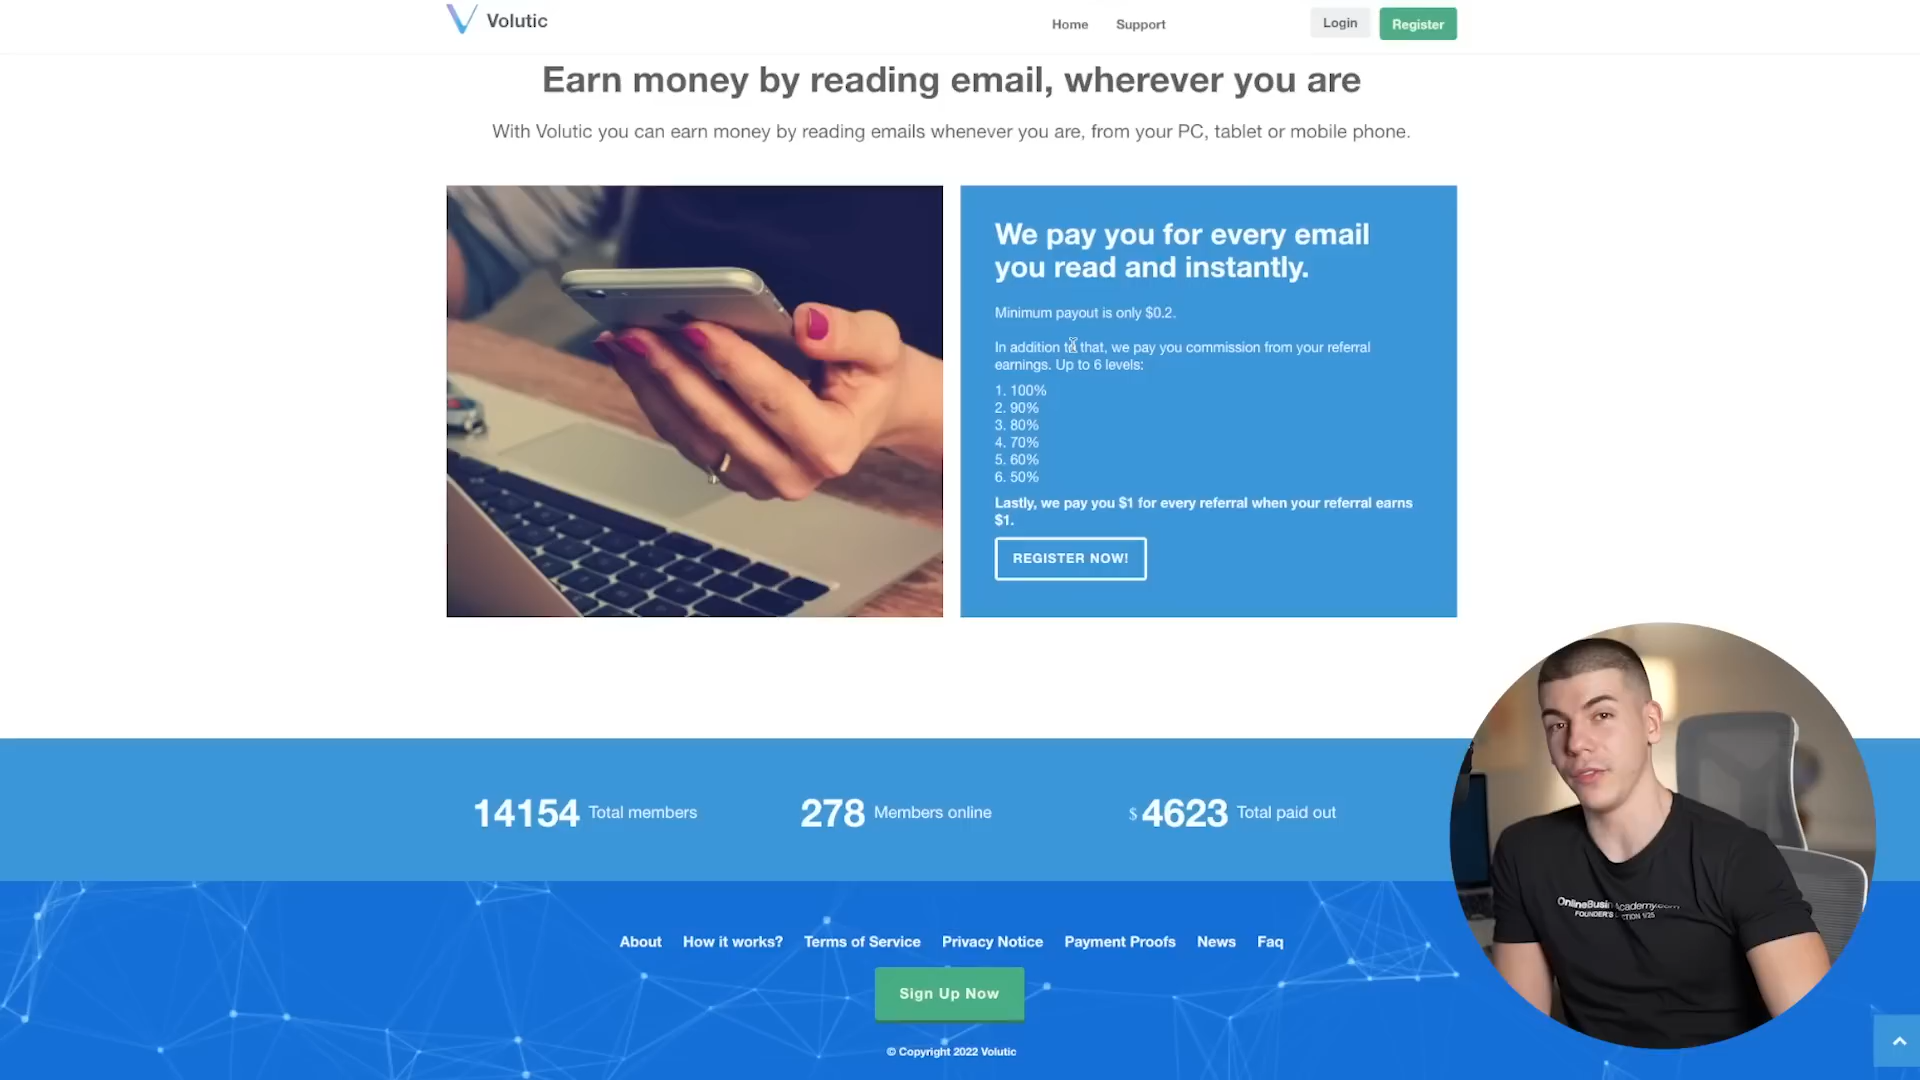 Volutic
Home
Support
Login
Register
Earn money by reading email, wherever you are
With Volutic you can earn money by reading emails whenever you are, from your PC, tablet or mobile phone.
We pay you for every email
you read and instantly.
Minimum payout is only $0.2.
In addition to that, we pay you commission from your referral
earnings. Up to 6 levels:
1. 100%
2. 90%
3. 80%
4. 70%
5. 60%
6. 50%
Lastly, we pay you $1 for every referral when your referral earns
$1.
REGISTER NOW!
14154 Total members
278 Members online
$ 4623 Total paid out
About
How it works?
Terms of Service
Privacy Notice
Payment Proofs
News
Faq
Sign Up Now
© Copyright 2022 Volutic